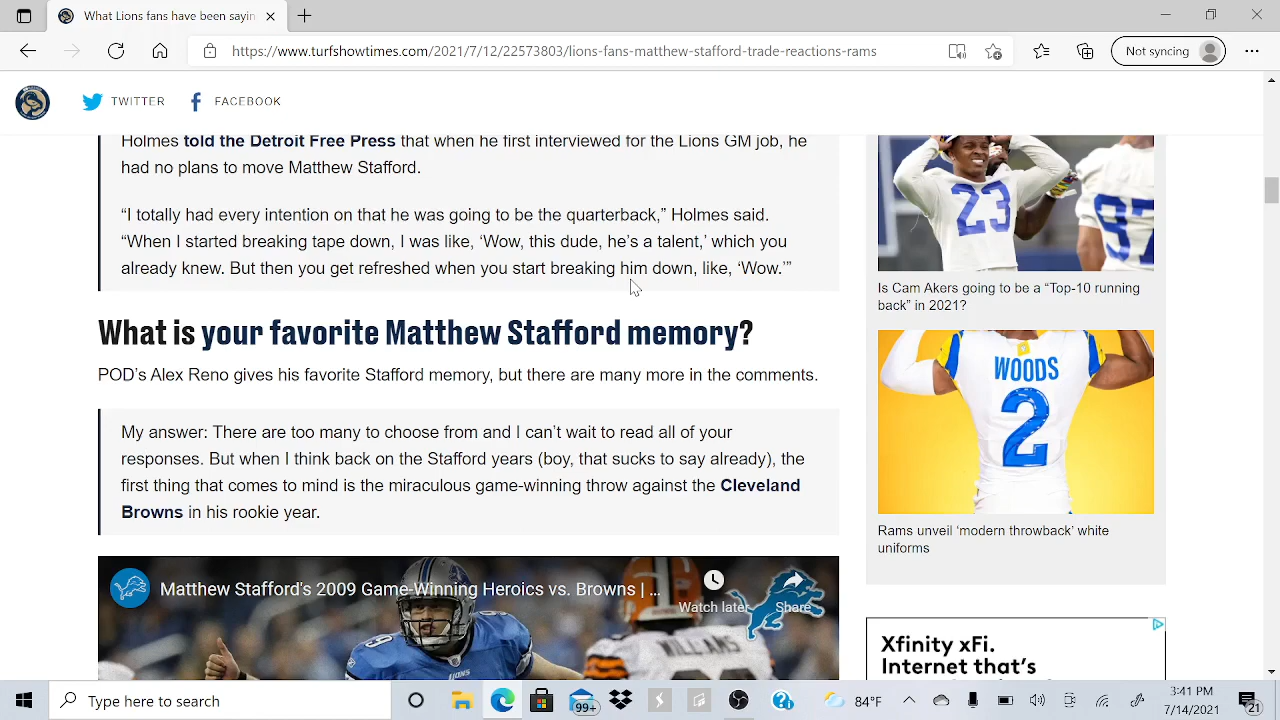 What Lions fans have been saying
https://www.turfshowtimes.com/2021/7/12/22573803/lions-fans-matthew-stafford-trade-reactions-rams
Not syncing
TWITTER
FACEBOOK
Holmes told the Detroit Free Press that when he first interviewed for the Lions GM job, he
had no plans to move Matthew Stafford.
“I totally had every intention on that he was going to be the quarterback,” Holmes said.
“When I started breaking tape down, I was like, ‘Wow, this dude, he’s a talent,’ which you
already knew. But then you get refreshed when you start breaking him down, like, ‘Wow.’”
What is your favorite Matthew Stafford memory?
POD’s Alex Reno gives his favorite Stafford memory, but there are many more in the comments.
My answer: There are too many to choose from and I can’t wait to read all of your
responses. But when I think back on the Stafford years (boy, that sucks to say already), the
first thing that comes to mind is the miraculous game-winning throw against the Cleveland
Browns in his rookie year.
Matthew Stafford's 2009 Game-Winning Heroics vs. Browns | ...
Watch later
Share
9
WILLIAMS
23
97
Is Cam Akers going to be a “Top-10 running
back” in 2021?
WOODS
2
Rams unveil ‘modern throwback’ white
uniforms
Xfinity xFi.
Internet that’s
Type here to search
99+
84°F
3:41 PM
7/14/2021
21